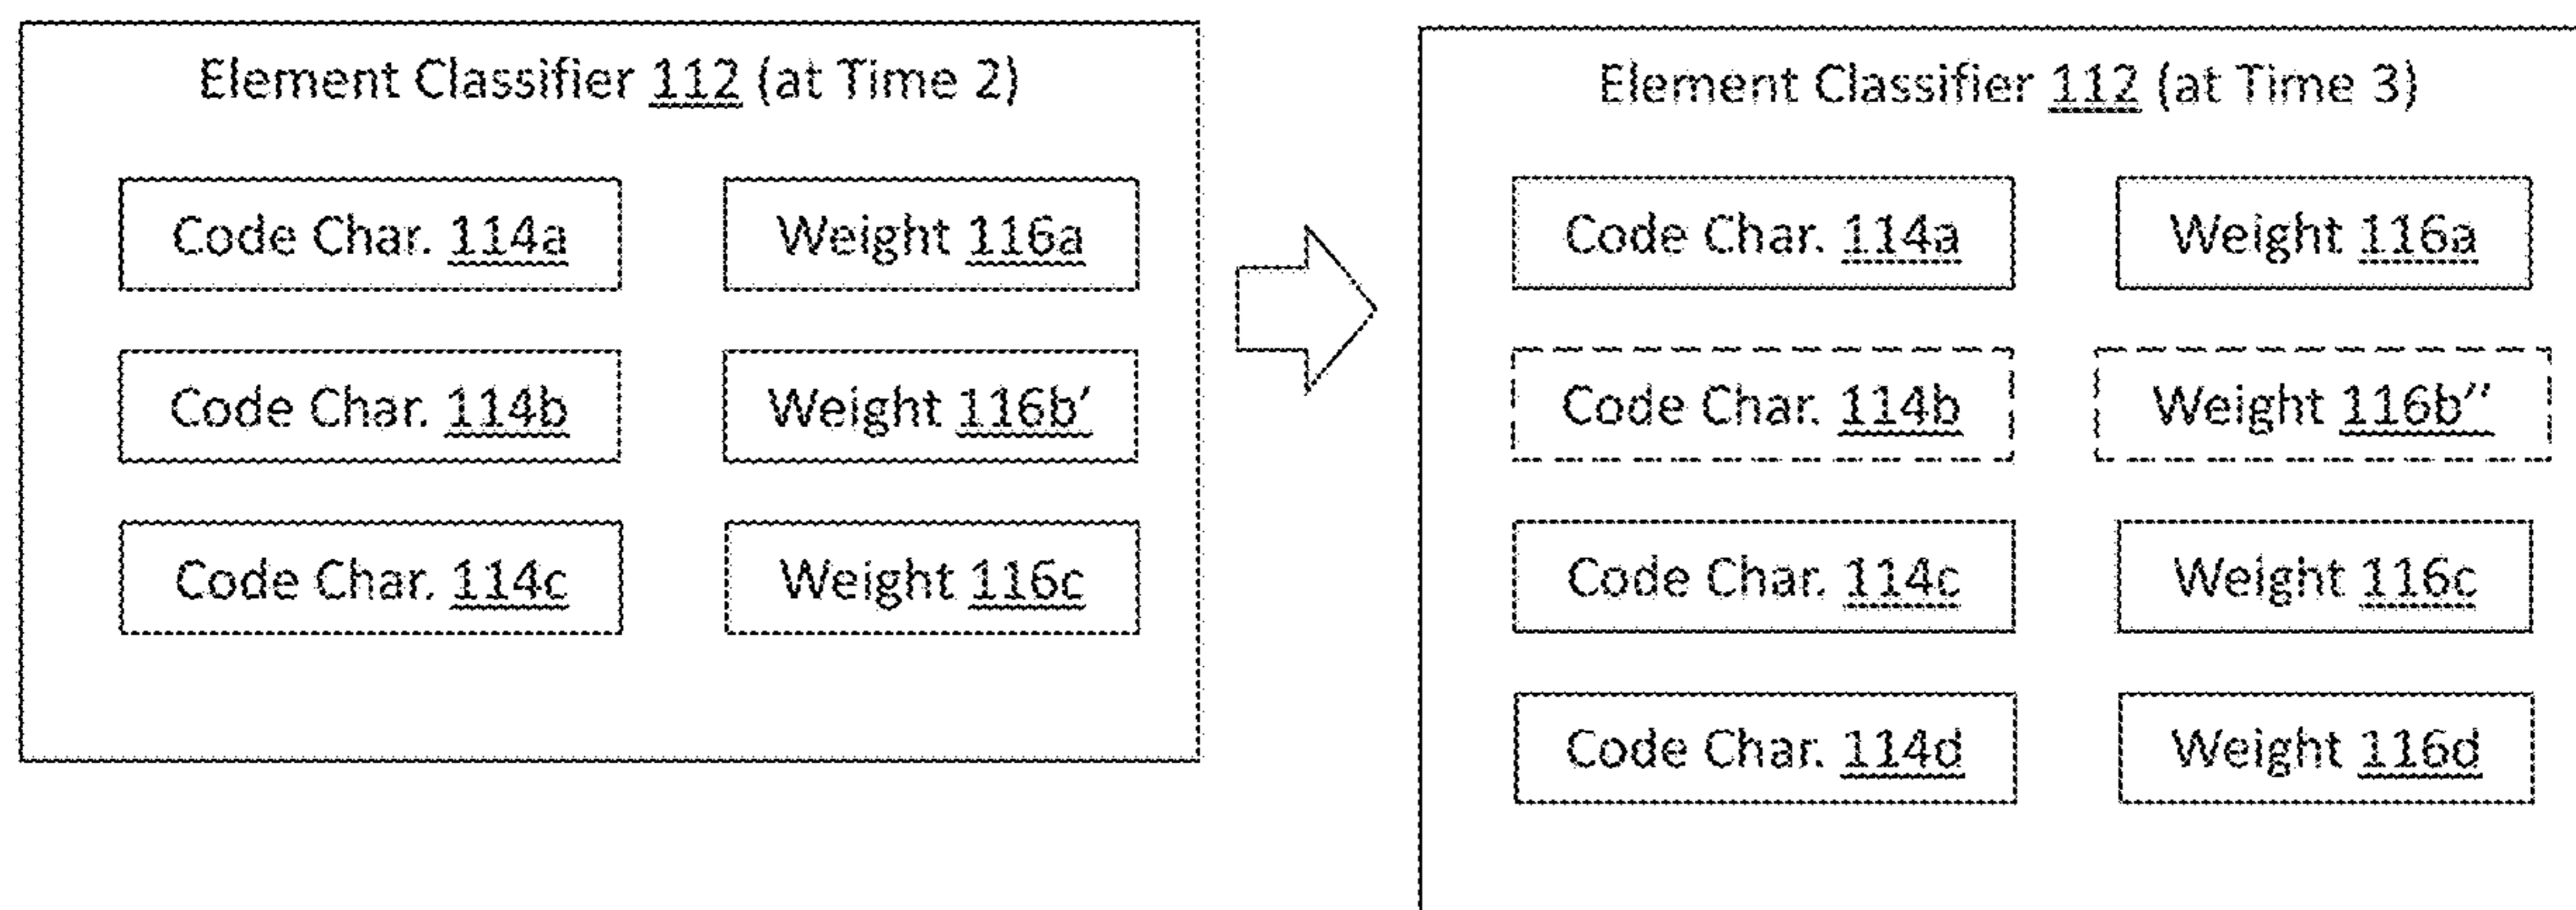 Element Classifier 112 (at Time 2)
Code Char. 114a
Weight 116a
Code Char. 114b
Weight 116b'
Code Char. 114c
Weight 116c
Element Classifier 112 (at Time 3)
Code Char. 114a
Weight 116a
Code Char. 114b
Weight 116b''
Code Char. 114c
Weight 116c
Code Char. 114d
Weight 116d